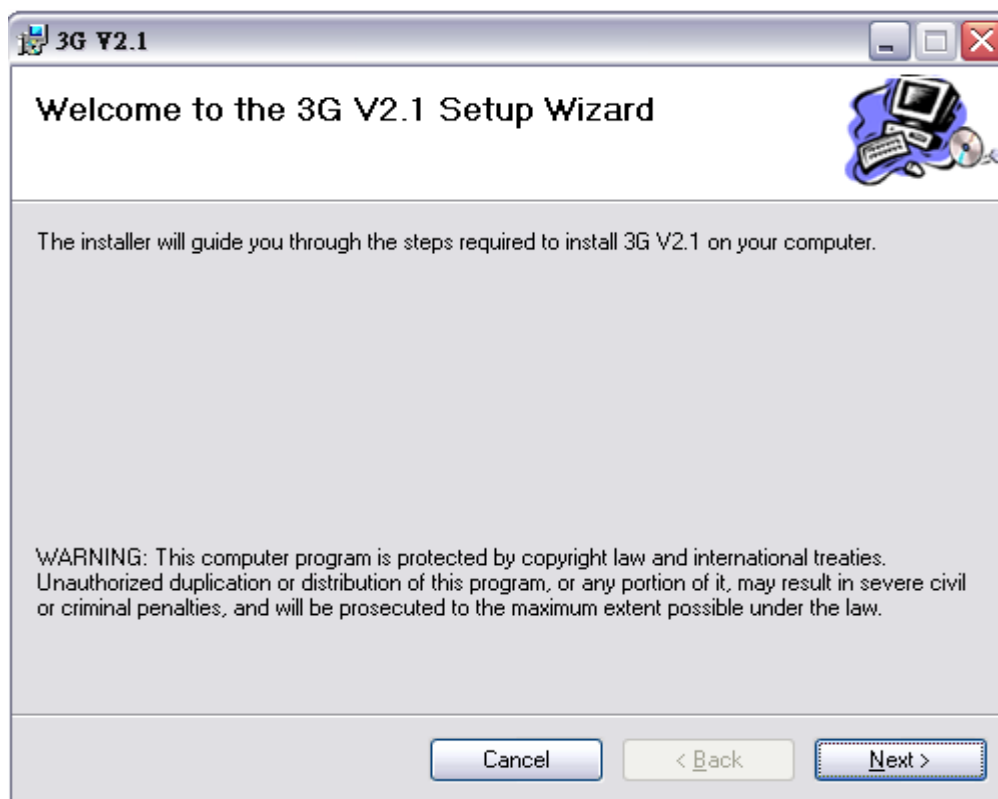 3G V2.1
Welcome to the 3G V2.1 Setup Wizard
The installer will guide you through the steps required to install 3G V2.1 on your computer.
WARNING: This computer program is protected by copyright law and international treaties.
Unauthorized duplication or distribution of this program, or any portion of it, may result in severe civil
or criminal penalties, and will be prosecuted to the maximum extent possible under the law.
Cancel
< Back
Next >